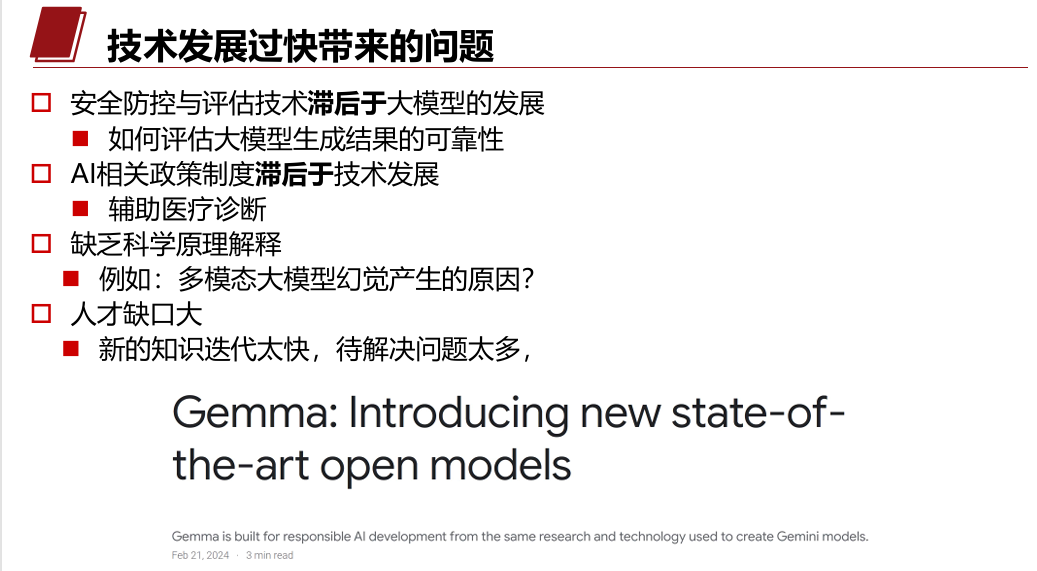 技术发展过快带来的问题
安全防控与评估技术滞后于大模型的发展
如何评估大模型生成结果的可靠性
AI相关政策制度滞后于技术发展
辅助医疗诊断
缺乏科学原理解释
例如：多模态大模型幻觉产生的原因？
人才缺口大
新的知识迭代太快，待解决问题太多，
Gemma: Introducing new state-of-
the-art open models
Gemma is built for responsible AI development from the same research and technology used to create Gemini models.
Feb 21, 2024 · 3 min read